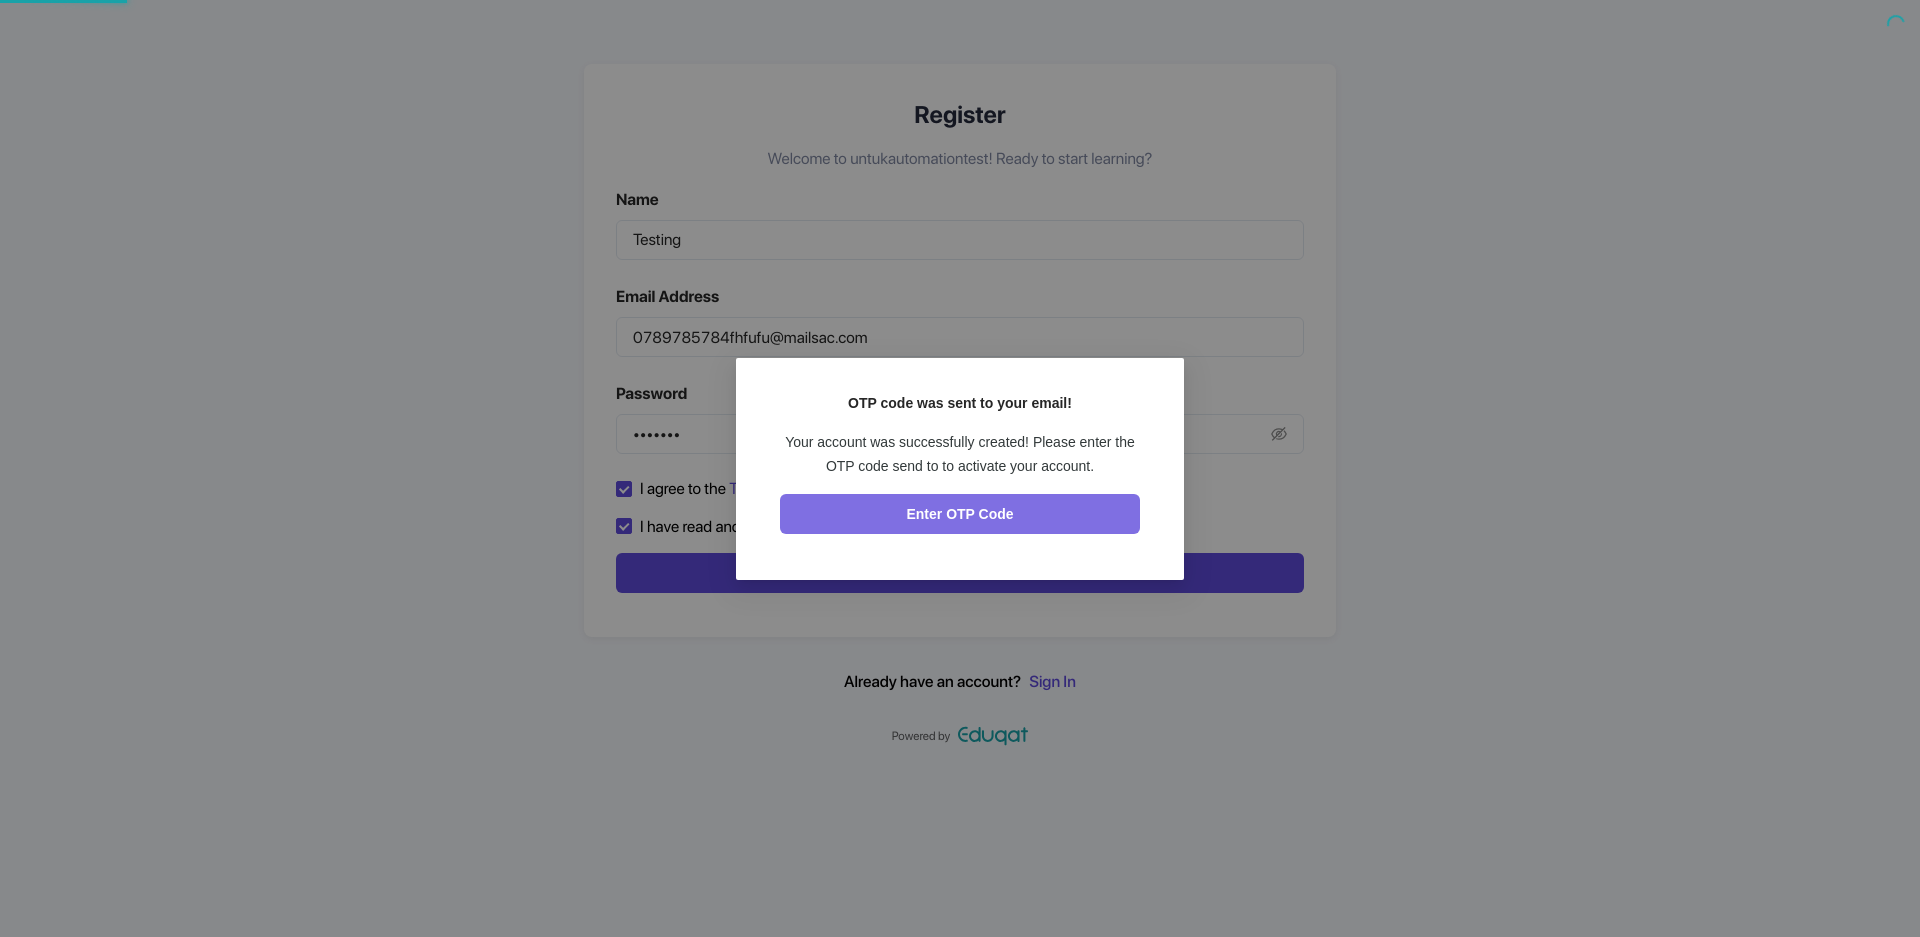 Register
Welcome to untukautomationtest! Ready to start learning?
Name
Testing
Email Address
0789785784fhfufu@mailsac.com
Password
•••••••
I agree to the T
I have read and
OTP code was sent to your email!
Your account was successfully created! Please enter the
OTP code send to to activate your account.
Enter OTP Code
Already have an account? Sign In
Powered by Eduqat